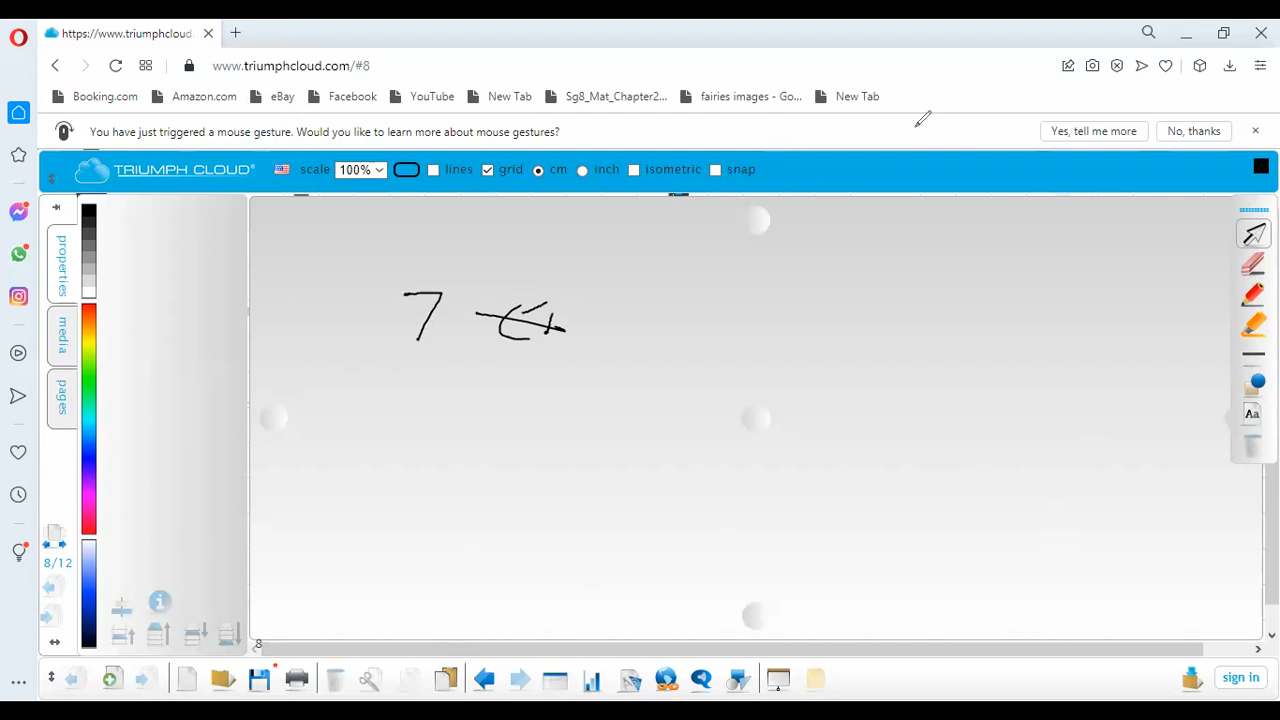 https://www.triumphcloud.
www.triumphcloud.com/#8
Booking.com Amazon.com eBay Facebook YouTube New Tab Sg8_Mat_Chapter2... fairies images - Go... New Tab
You have just triggered a mouse gesture. Would you like to learn more about mouse gestures? Yes, tell me more No, thanks
TRIUMPH CLOUD® scale 100% lines grid cm inch isometric snap
properties
media
pages
7
Aa
8/12
8
sign in